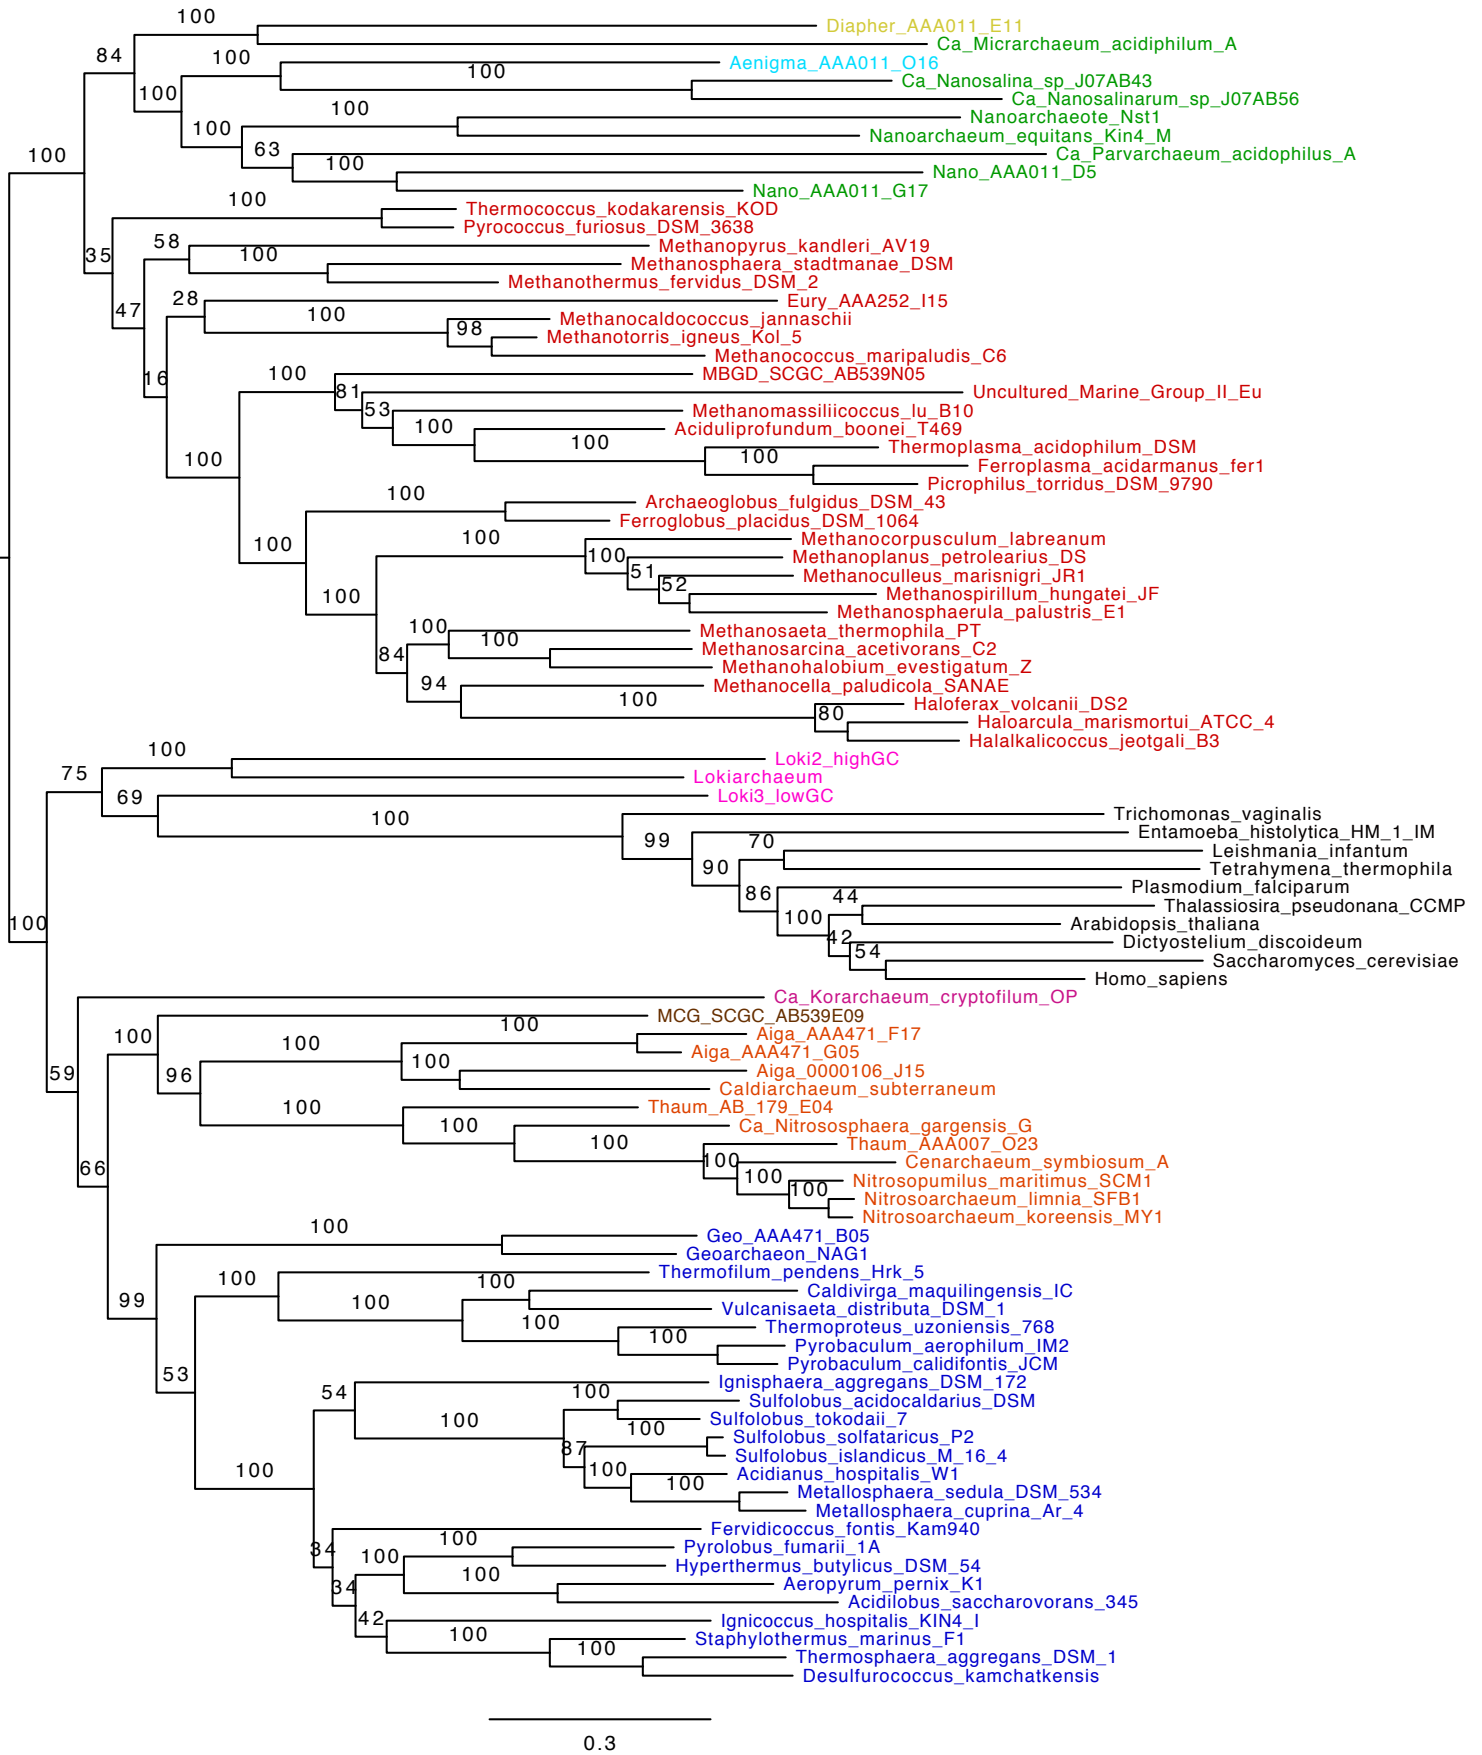 100
Diapher_AAA011_E11
Ca_Micrarchaeum_acidiphilum_A
84
100
Aenigma_AAA011_O16
100
Ca_Nanosalina_sp_J07AB43
Ca_Nanosalinarum_sp_J07AB56
100
100
Nanoarchaeote_Nst1
100
Nanoarchaeum_equitans_Kin4_M
63
Ca_Parvarchaeum_acidophilus_A
100
100
Nano_AAA011_D5
Nano_AAA011_G17
100
Thermococcus_kodakarensis_KOD
Pyrococcus_furiosus_DSM_3638
35
58
Methanopyrus_kandleri_AV19
100
Methanosphaera_stadtmanae_DSM
Methanothermus_fervidus_DSM_2
47
28
Eury_AAA252_I15
100
Methanocaldococcus_jannaschii
98
Methanotorris_igneus_Kol_5
Methanococcus_maripaludis_C6
16
100
MBGD_SCGC_AB539N05
81
Uncultured_Marine_Group_II_Eu
53
Methanomassiliicoccus_lu_B10
100
Aciduliprofundum_boonei_T469
100
Thermoplasma_acidophilum_DSM
100
Ferroplasma_acidarmanus_fer1
Picrophilus_torridus_DSM_9790
100
100
Archaeoglobus_fulgidus_DSM_43
Ferroglobus_placidus_DSM_1064
100
100
Methanocorpusculum_labreanum
100
Methanoplanus_petrolearius_DS
51
Methanoculleus_marisnigri_JR1
52
Methanospirillum_hungatei_JF
Methanosphaerula_palustris_E1
100
100
Methanosaeta_thermophila_PT
100
Methanosarcina_acetivorans_C2
Methanohalobium_evestigatum_Z
84
94
Methanocella_paludicola_SANAE
100
Haloferax_volcanii_DS2
80
Haloarcula_marismortui_ATCC_4
Halalkalicoccus_jeotgali_B3
100
Loki2_highGC
75
Lokiarchaeum
69
Loki3_lowGC
100
Trichomonas_vaginalis
99
Entamoeba_histolytica_HM_1_IM
70
Leishmania_infantum
90
Tetrahymena_thermophila
86
Plasmodium_falciparum
44
Thalassiosira_pseudonana_CCMP
100
Arabidopsis_thaliana
42
Dictyostelium_discoideum
54
Saccharomyces_cerevisiae
Homo_sapiens
100
Ca_Korarchaeum_cryptofilum_OP
MCG_SCGC_AB539E09
100
100
Aiga_AAA471_F17
100
Aiga_AAA471_G05
100
Aiga_0000106_J15
59
96
Caldiarchaeum_subterraneum
100
Thaum_AB_179_E04
100
Ca_Nitrososphaera_gargensis_G
100
Thaum_AAA007_O23
100
Cenarchaeum_symbiosum_A
66
100
Nitrosopumilus_maritimus_SCM1
100
Nitrosoarchaeum_limnia_SFB1
Nitrosoarchaeum_koreensis_MY1
100
Geo_AAA471_B05
Geoarchaeon_NAG1
100
Thermofilum_pendens_Hrk_5
100
Caldivirga_maquilingensis_IC
99
100
Vulcanisaeta_distributa_DSM_1
100
Thermoproteus_uzoniensis_768
100
Pyrobaculum_aerophilum_IM2
Pyrobaculum_calidifontis_JCM
53
54
Ignisphaera_aggregans_DSM_172
100
Sulfolobus_acidocaldarius_DSM
100
Sulfolobus_tokodaii_7
100
Sulfolobus_solfataricus_P2
87
Sulfolobus_islandicus_M_16_4
100
100
Acidianus_hospitalis_W1
100
Metallosphaera_sedula_DSM_534
Metallosphaera_cuprina_Ar_4
Fervidicoccus_fontis_Kam940
34
100
Pyrolobus_fumarii_1A
100
Hyperthermus_butylicus_DSM_54
34
100
Aeropyrum_pernix_K1
Acidilobus_saccharovorans_345
42
Ignicoccus_hospitalis_KIN4_I
100
Staphylothermus_marinus_F1
100
Thermosphaera_aggregans_DSM_1
Desulfurococcus_kamchatkensis
0.3